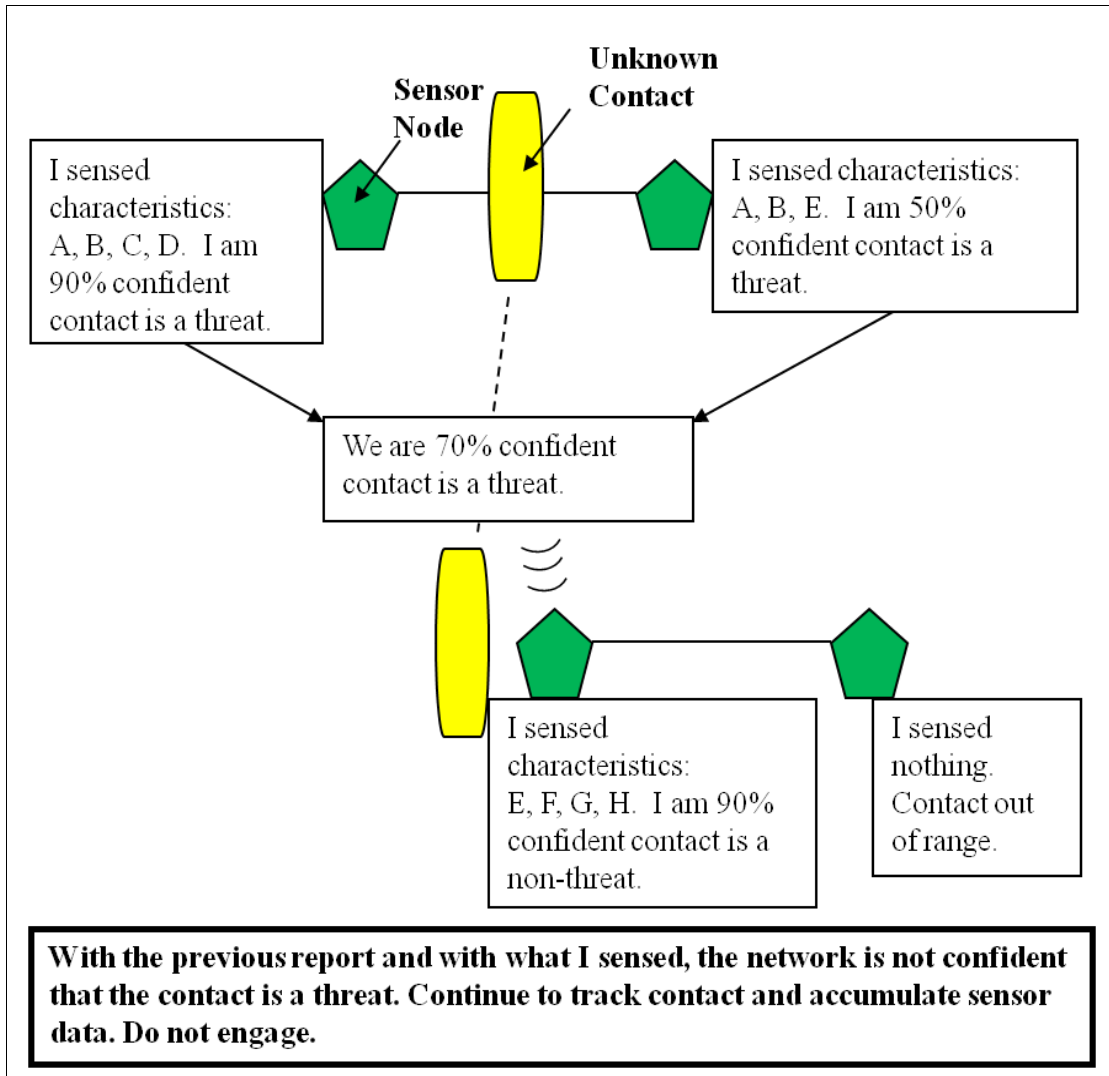 Unknown
Contact
Sensor
Node
I sensed
characteristics:
A, B, C, D.  I am
90% confident
contact is a threat.
I sensed characteristics:
A, B, E.  I am 50%
confident contact is a
threat.
We are 70% confident
contact is a threat.
I sensed
characteristics:
E, F, G, H.  I am 90%
confident contact is a
non-threat.
I sensed
nothing.
Contact out
of range.
With the previous report and with what I sensed, the network is not confident
that the contact is a threat. Continue to track contact and accumulate sensor
data. Do not engage.